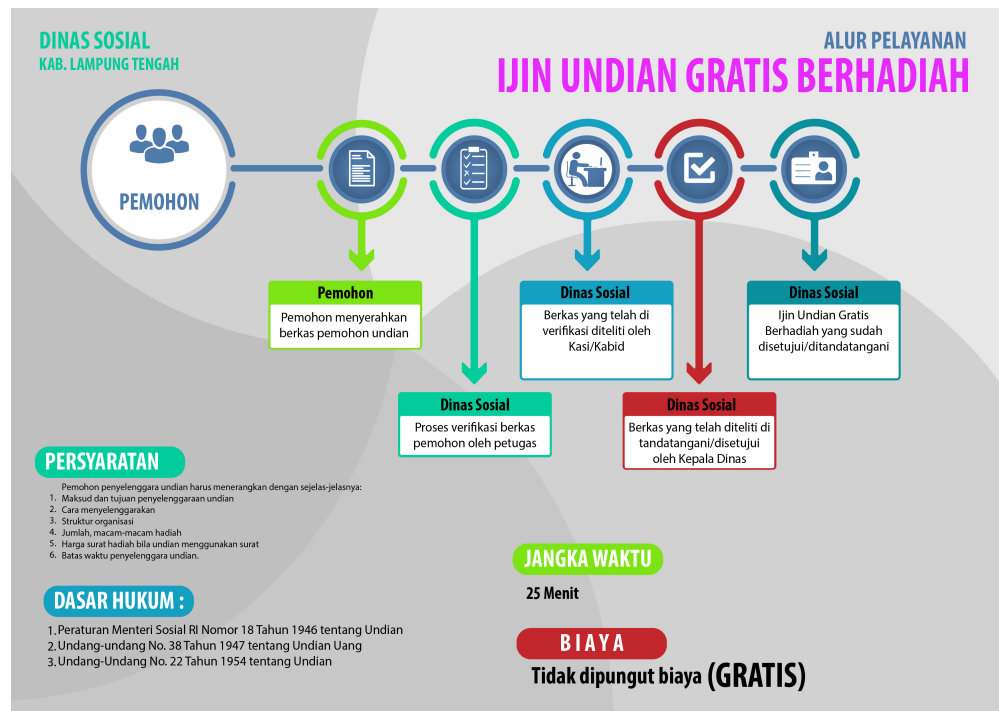 DINAS SOSIAL
KAB. LAMPUNG TENGAH
ALUR PELAYANAN
IJIN UNDIAN GRATIS BERHADIAH
PEMOHON
Pemohon
Pemohon menyerahkan
berkas pemohon undian
Dinas Sosial
Proses verifikasi berkas
pemohon oleh petugas
Dinas Sosial
Berkas yang telah di
verifikasi diteliti oleh
Kasi/Kabid
Dinas Sosial
Berkas yang telah diteliti di
tandatangani/disetujui
oleh Kepala Dinas
Dinas Sosial
Ijin Undian Gratis
Berhadiah yang sudah
disetujui/ditandatangani
PERSYARATAN
Pemohon penyelenggara undian harus menerangkan dengan sejelas-jelasnya:
1. Maksud dan tujuan penyelenggaraan undian
2. Cara menyelenggarakan
3. Struktur organisasi
4. Jumlah, macam-macam hadiah
5. Harga surat hadiah bila undian menggunakan surat
6. Batas waktu penyelenggara undian.
DASAR HUKUM :
1. Peraturan Menteri Sosial RI Nomor 18 Tahun 1946 tentang Undian
2. Undang-undang No. 38 Tahun 1947 tentang Undian Uang
3. Undang-Undang No. 22 Tahun 1954 tentang Undian
JANGKA WAKTU
25 Menit
BIAYA
Tidak dipungut biaya (GRATIS)